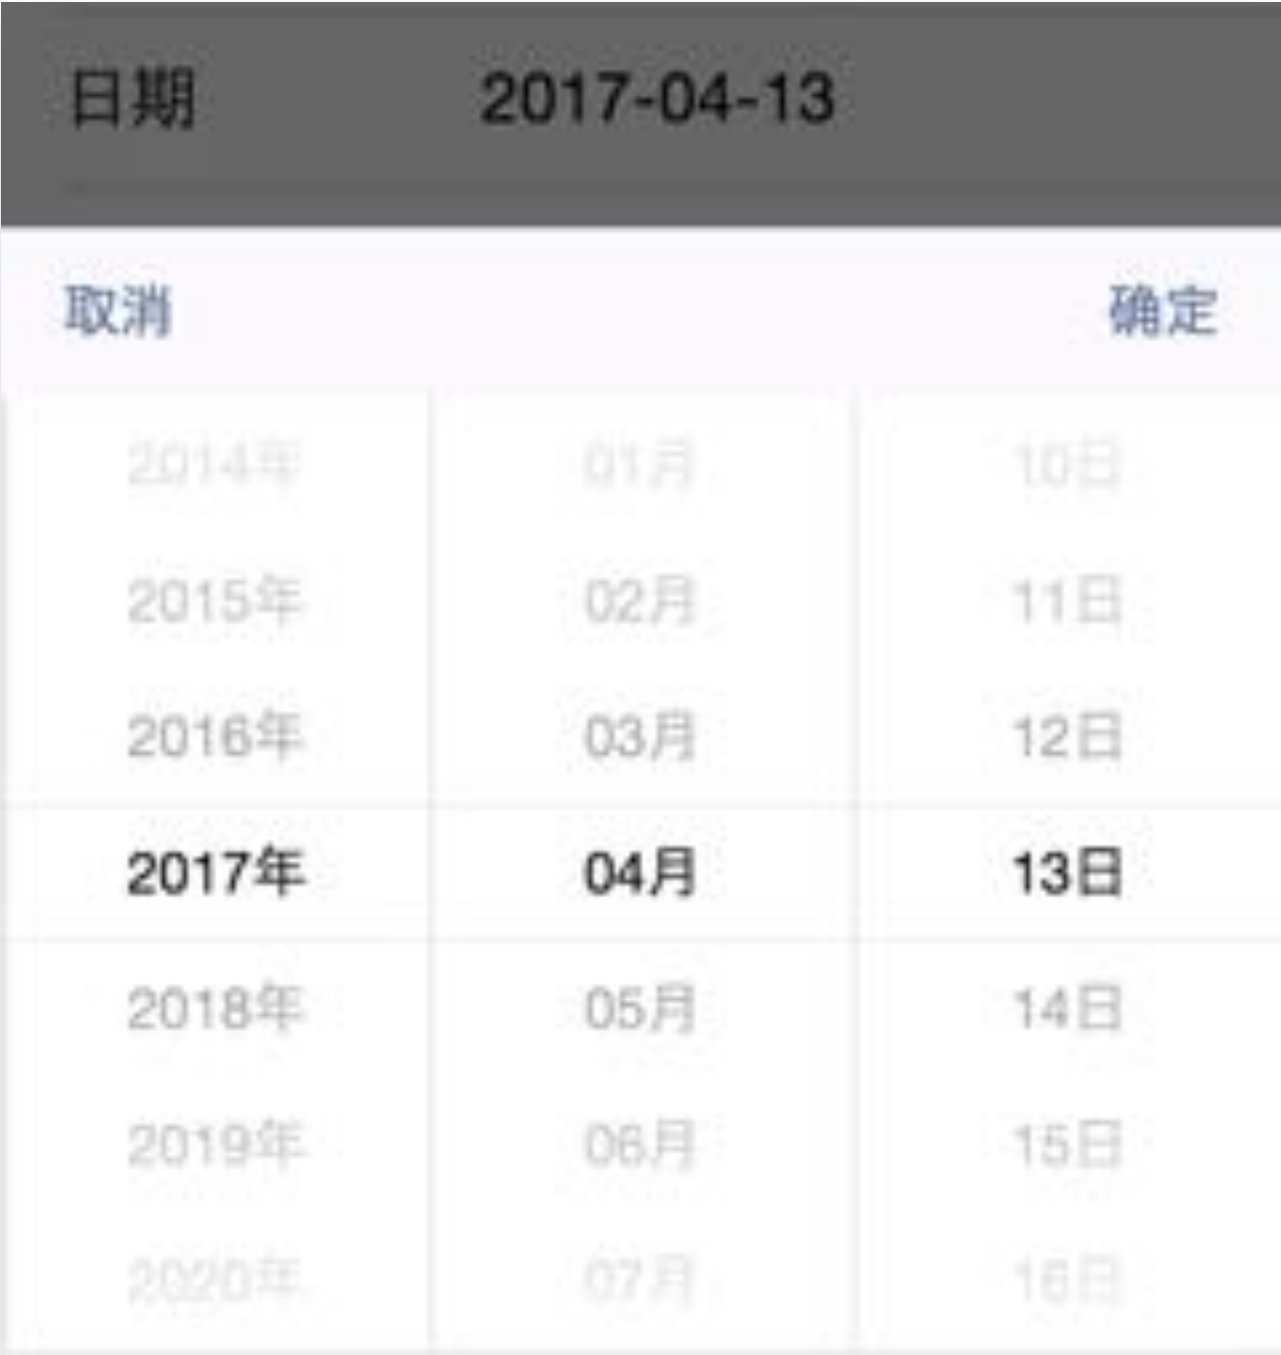 日期 2017-04-13
取消 确定
2014年 01月 10日
2015年 02月 11日
2016年 03月 12日
2017年 04月 13日
2018年 05月 14日
2019年 06月 15日
2020年 07月 16日